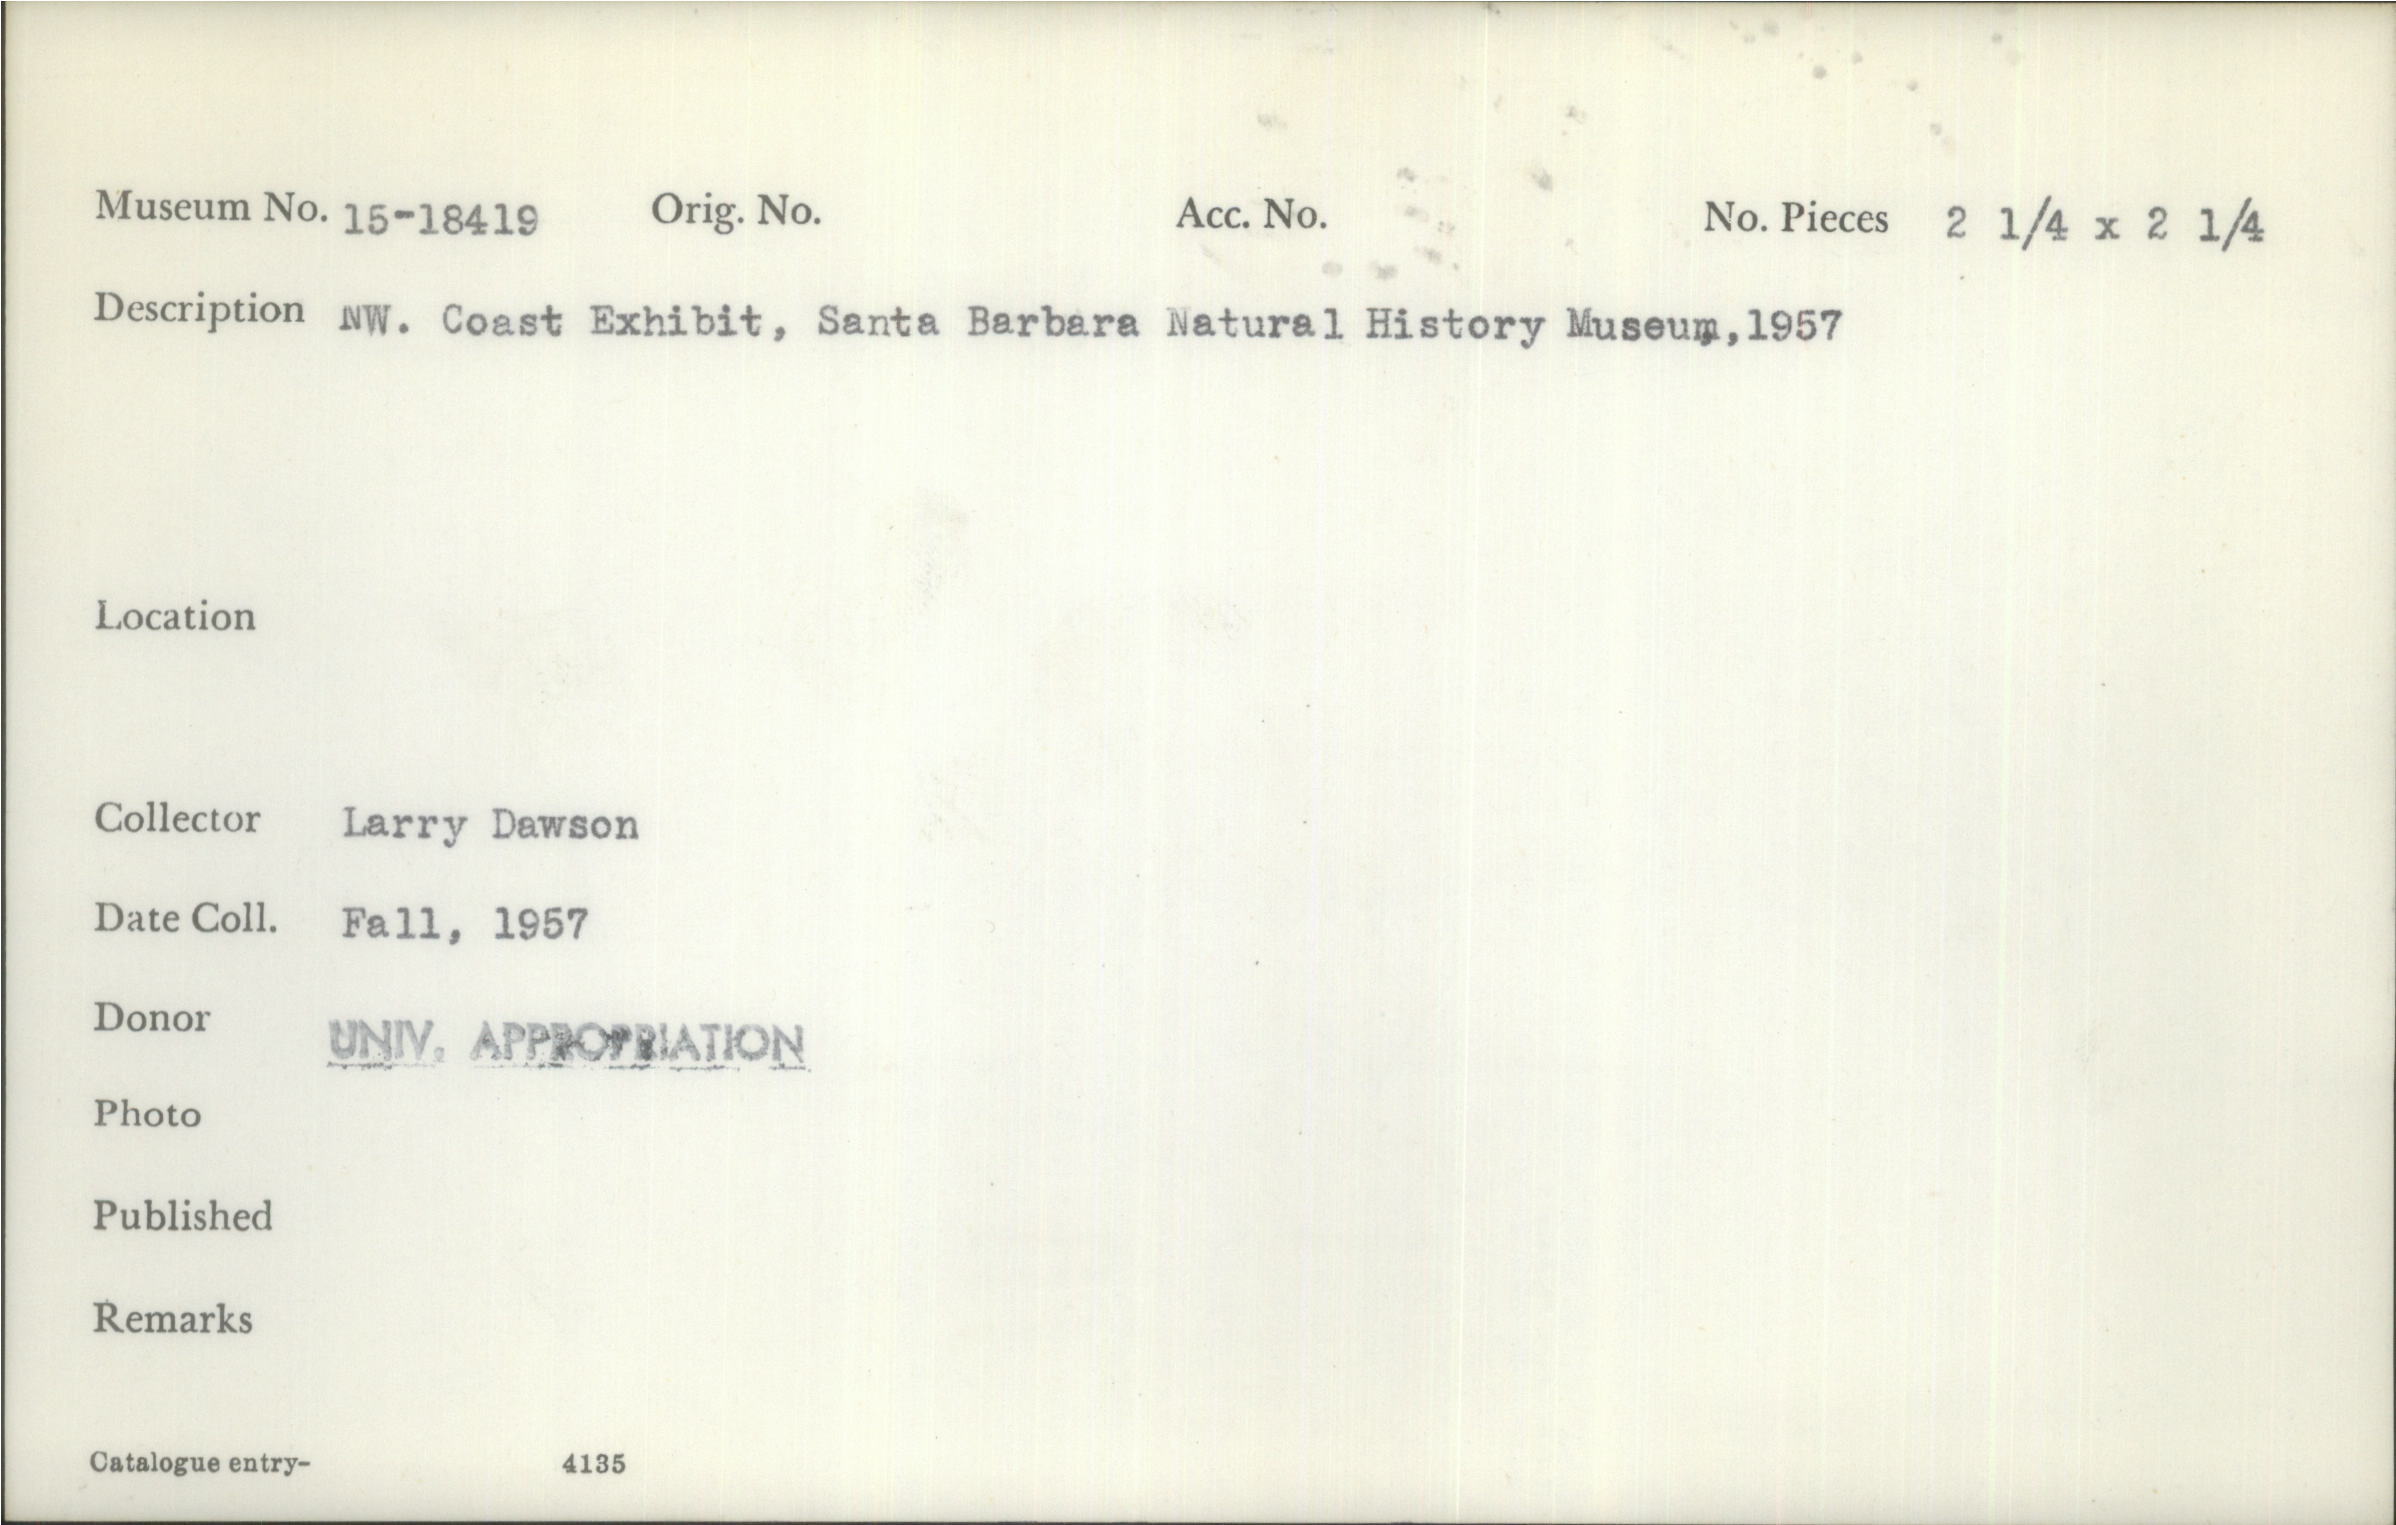 Museum No. 15-18419 Orig. No. Acc. No. No. Pieces 2 1/4 x 2 1/4
Description NW. Coast Exhibit, Santa Barbara Natural History Museum,1957
Location
Collector Larry Dawson
Date Coll. Fall, 1957
Donor UNIV. APPROPRIATION
Photo
Published
Remarks
Catalogue entry- 4135